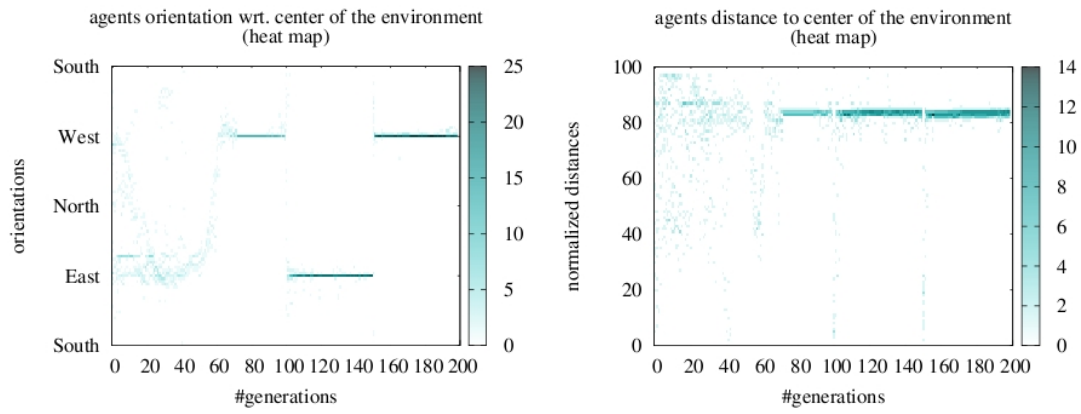 agents orientation wrt. center of the environment
(heat map)
South
West
North
East
South
orientations
0 20 40 60 80 100 120 140 160 180 200
#generations
25
20
15
10
5
0
agents distance to center of the environment
(heat map)
100
80
60
40
20
0
normalized distances
0 20 40 60 80 100 120 140 160 180 200
#generations
14
12
10
8
6
4
2
0